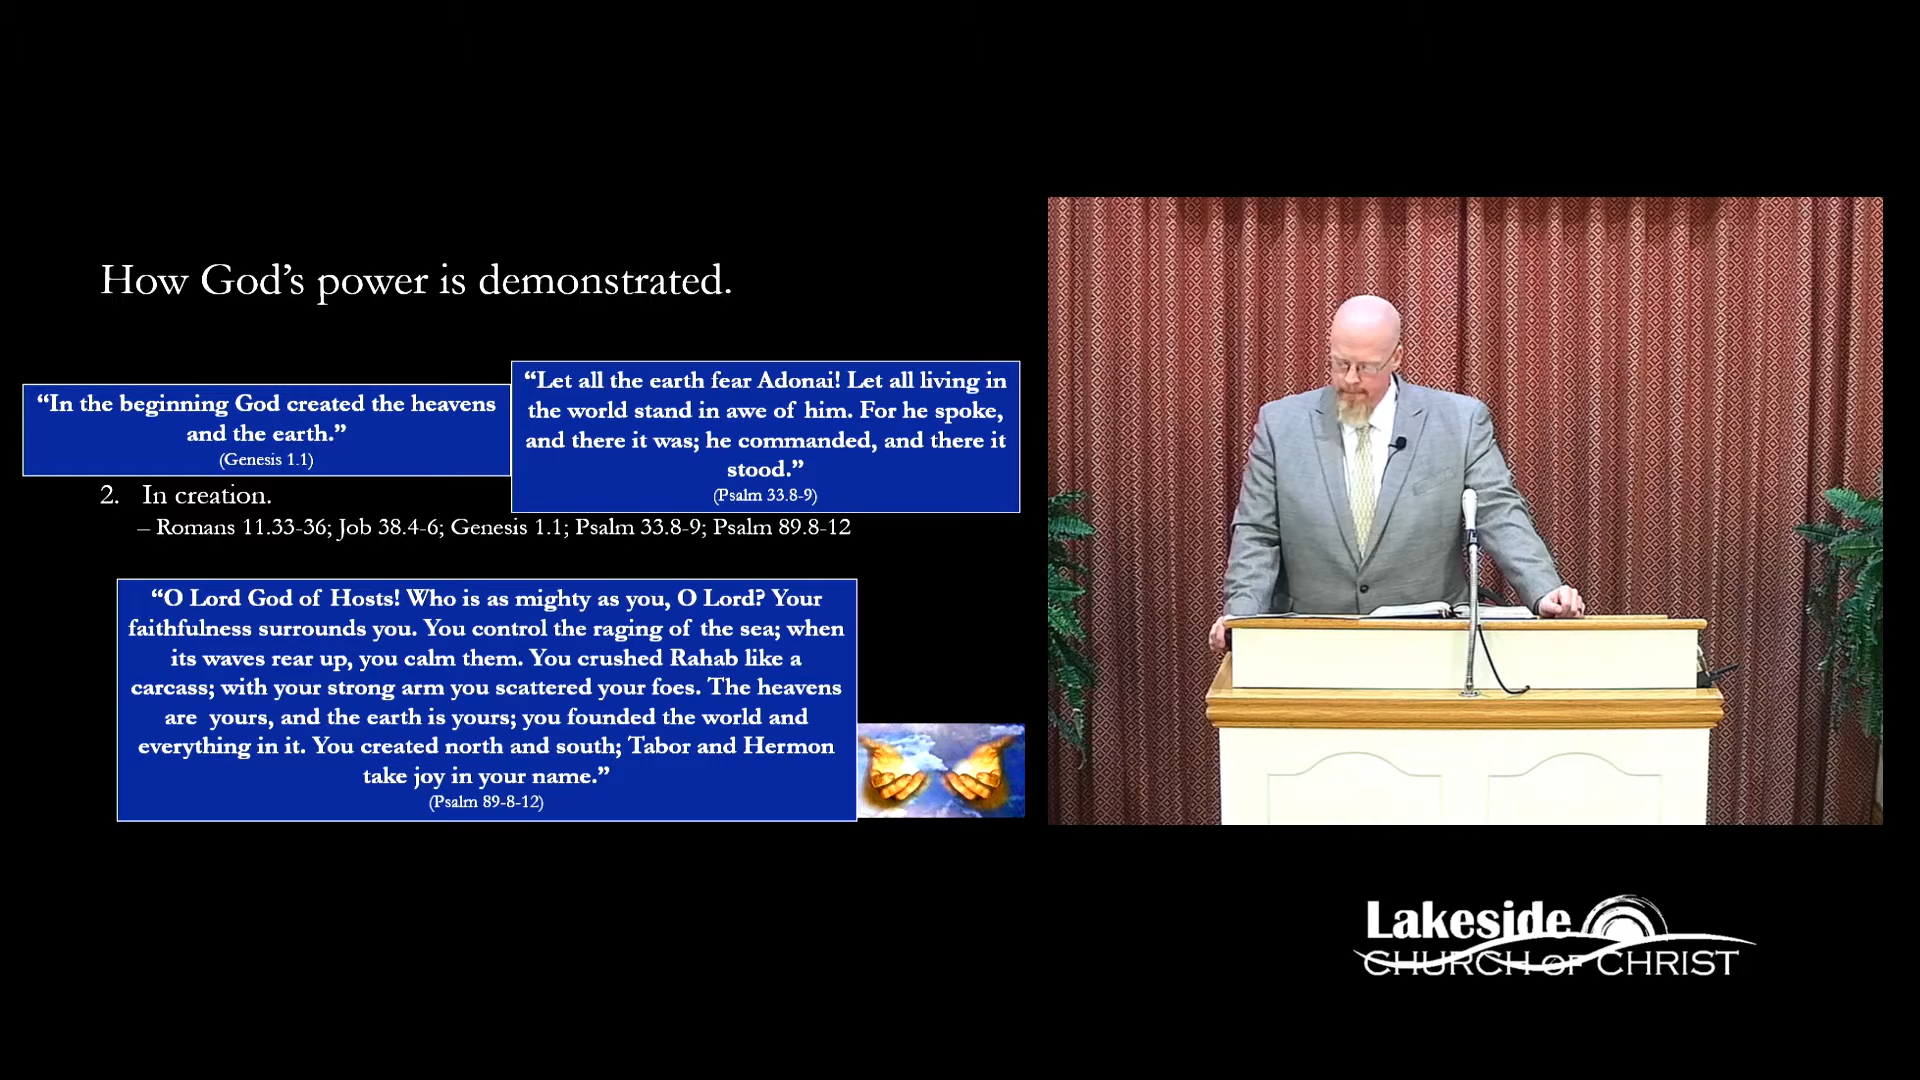 How God's power is demonstrated.
“In the beginning God created the heavens
and the earth.”
(Genesis 1.1)
“Let all the earth fear Adonai! Let all living in
the world stand in awe of him. For he spoke,
and there it was; he commanded, and there it
stood.”
(Psalm 33.8-9)
2. In creation.
– Romans 11.33-36; Job 38.4-6; Genesis 1.1; Psalm 33.8-9; Psalm 89.8-12
“O Lord God of Hosts! Who is as mighty as you, O Lord? Your
faithfulness surrounds you. You control the raging of the sea; when
its waves rear up, you calm them. You crushed Rahab like a
carcass; with your strong arm you scattered your foes. The heavens
are yours, and the earth is yours; you founded the world and
everything in it. You created north and south; Tabor and Hermon
take joy in your name.”
(Psalm 89-8-12)
Lakeside
CHURCH OF CHRIST